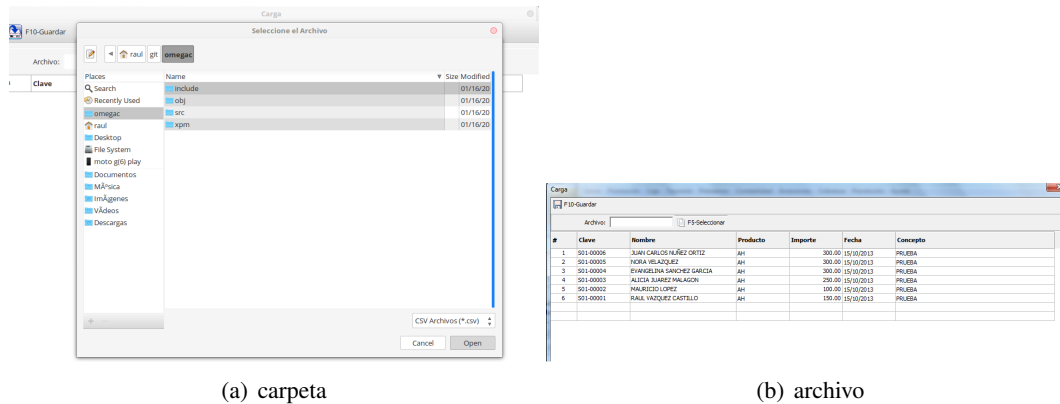 Carga
F10-Guardar
Seleccione el Archivo
Archivo:
Clave
raul git omegac
Places
Search
Recently Used
omegac
raul
Desktop
File System
moto g(6) play
Documentos
MÃºsica
ImÃ¡genes
VÃ­deos
Descargas
Name Size Modified
include 01/16/20
obj 01/16/20
src 01/16/20
xpm 01/16/20
CSV Archivos (*.csv)
Cancel Open
(a) carpeta
Carga
F10-Guardar
Archivo: F5-Seleccionar
# Clave Nombre Producto Importe Fecha Concepto
1 S01-00006 JUAN CARLOS NUÑEZ ORTIZ AH 300.00 15/10/2013 PRUEBA
2 S01-00005 NORA VELAZQUEZ AH 300.00 15/10/2013 PRUEBA
3 S01-00004 EVANGELINA SANCHEZ GARCIA AH 300.00 15/10/2013 PRUEBA
4 S01-00003 ALICIA JUAREZ MALAGON AH 250.00 15/10/2013 PRUEBA
5 S01-00002 MAURICIO LOPEZ AH 100.00 15/10/2013 PRUEBA
6 S01-00001 RAUL VAZQUEZ CASTILLO AH 150.00 15/10/2013 PRUEBA
(b) archivo